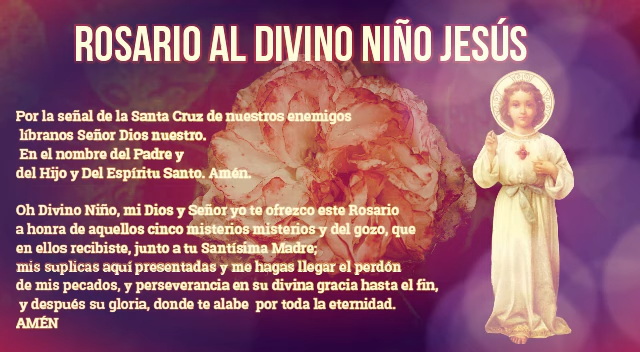 ROSARIO AL DIVINO NIÑO JESÚS
Por la señal de la Santa Cruz de nuestros enemigos
líbranos Señor Dios nuestro.
En el nombre del Padre y
del Hijo y Del Espíritu Santo. Amén.
Oh Divino Niño, mi Dios y Señor yo te ofrezco este Rosario
a honra de aquellos cinco misterios misterios y del gozo, que
en ellos recibiste, junto a tu Santísima Madre;
mis suplicas aquí presentadas y me hagas llegar el perdón
de mis pecados, y perseverancia en su divina gracia hasta el fin,
y después su gloria, donde te alabe por toda la eternidad.
AMÉN